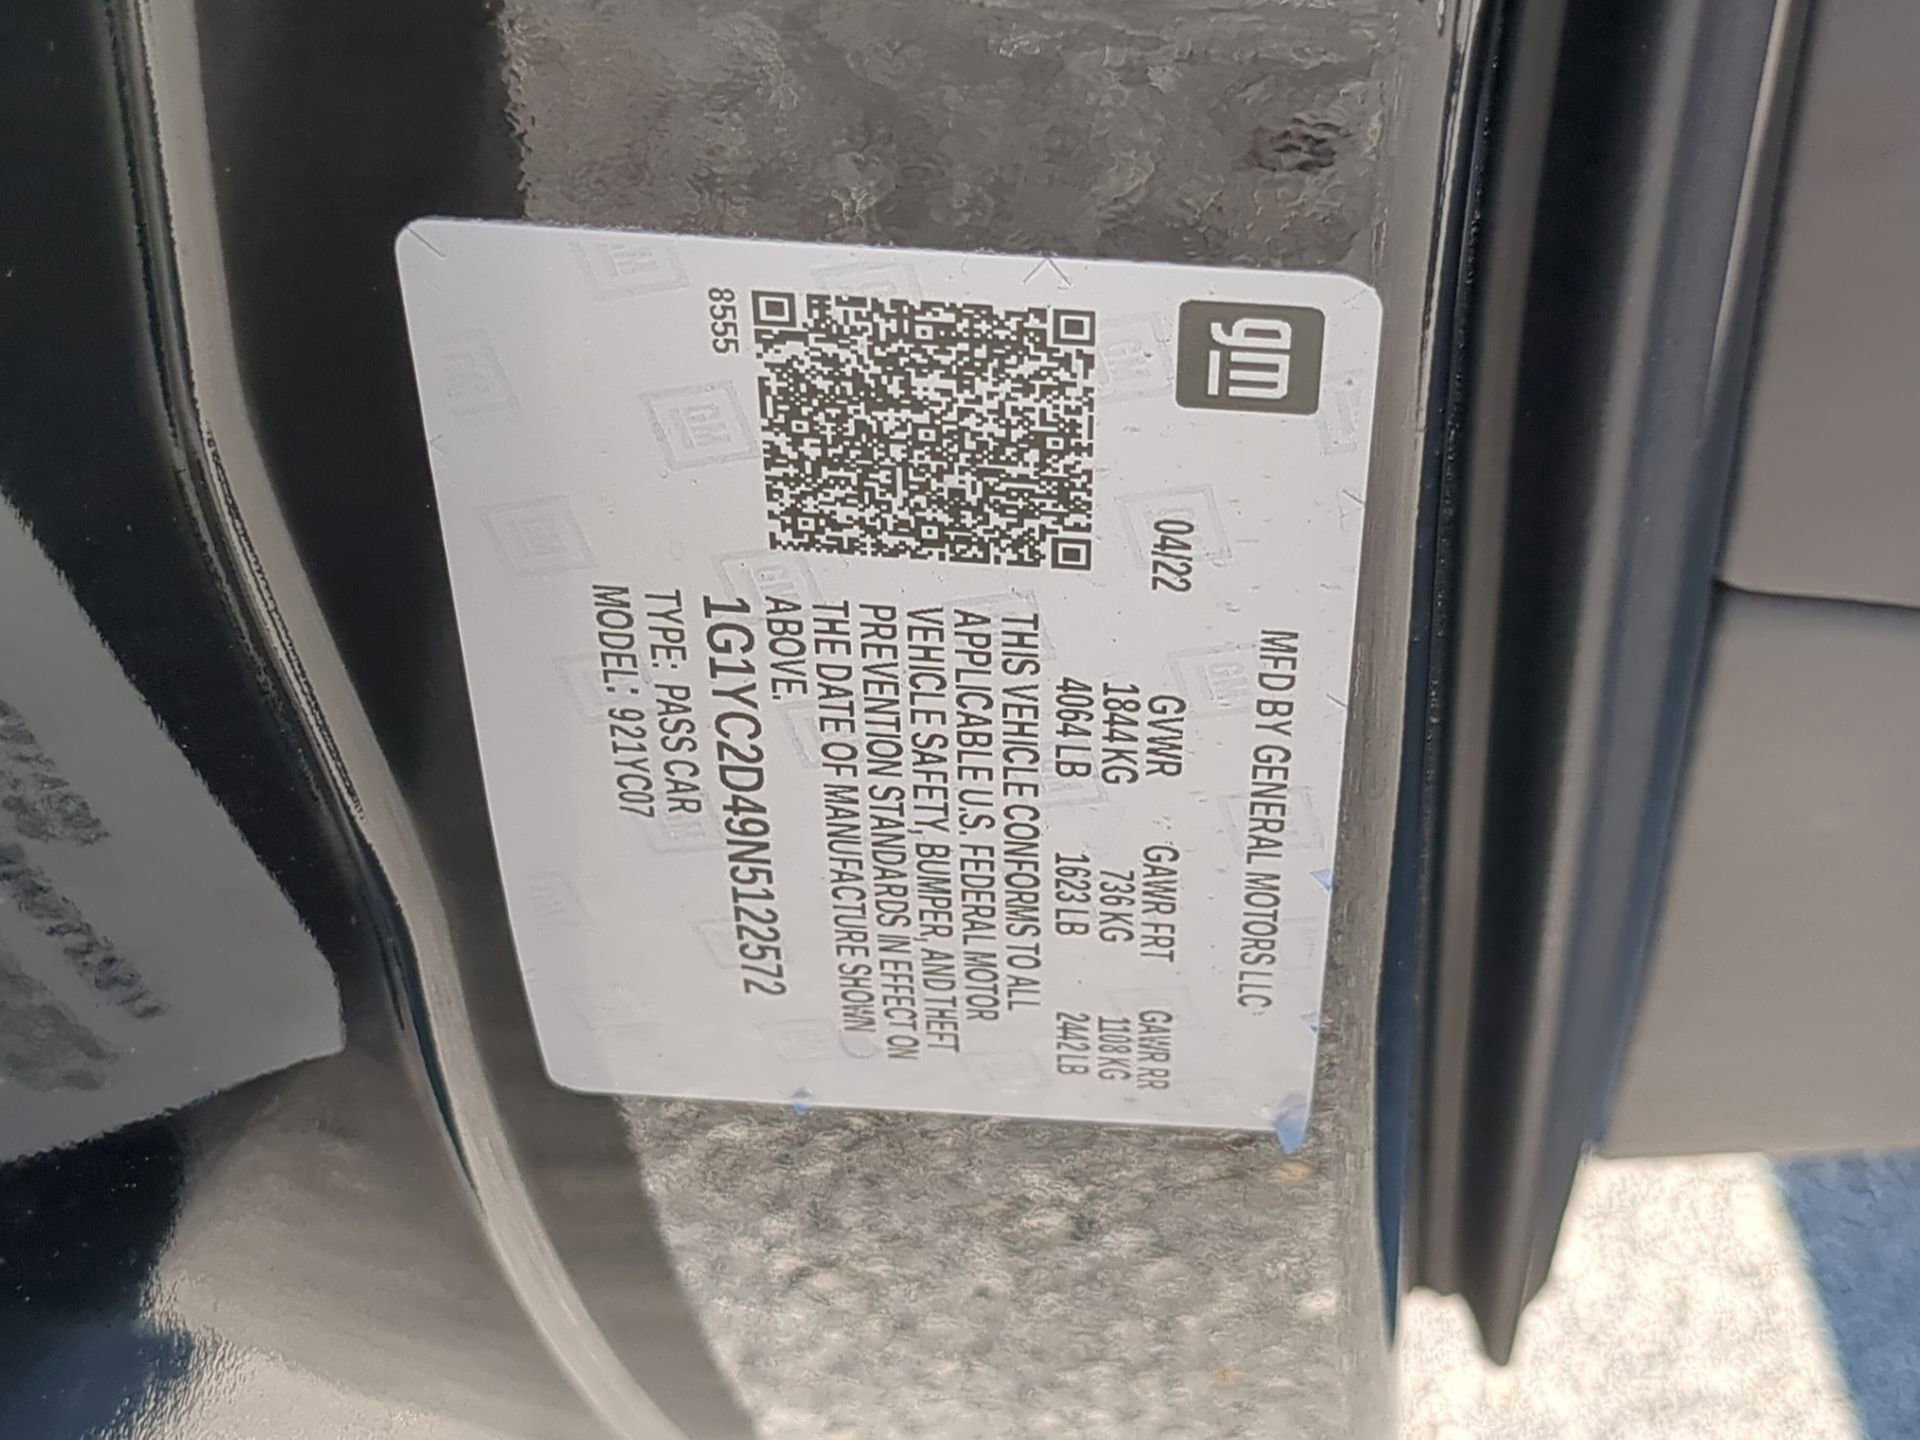 gm
MFD BY GENERAL MOTORS LLC
04/22
GVWR GAWR FRT GAWR RR
1844 KG 736 KG 1108 KG
4064 LB 1623 LB 2442 LB
THIS VEHICLE CONFORMS TO ALL
APPLICABLE U.S. FEDERAL MOTOR
VEHICLE SAFETY, BUMPER, AND THEFT
PREVENTION STANDARDS IN EFFECT ON
THE DATE OF MANUFACTURE SHOWN
ABOVE.
8555
1G1YC2D49N5122572
TYPE: PASS CAR
MODEL: 921YC07